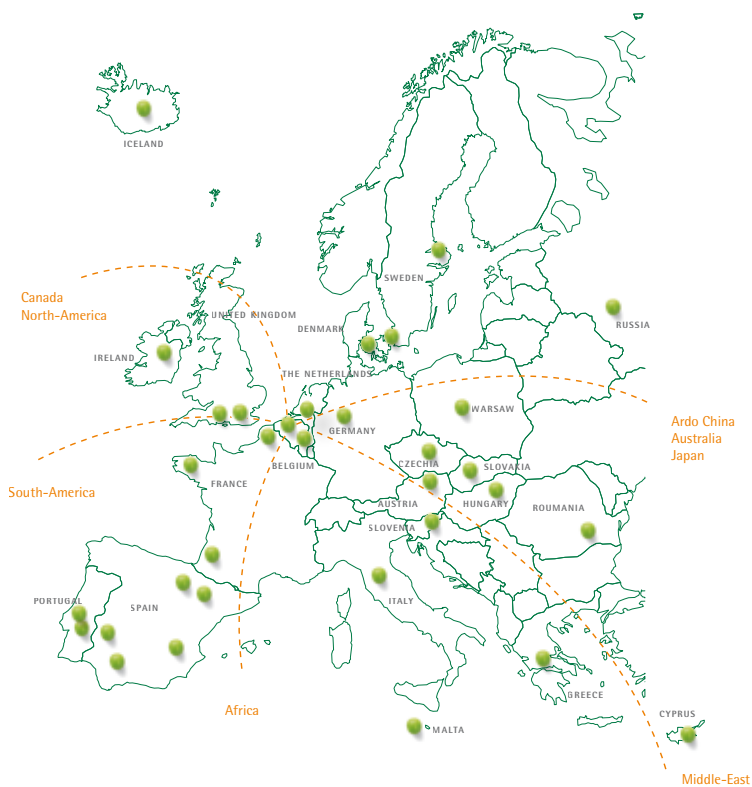 ICELAND
SWEDEN
Canada
North-America
UNITED KINGDOM
DENMARK
RUSSIA
IRELAND
THE NETHERLANDS
WARSAW
Ardo China
Australia
Japan
GERMANY
BELGIUM
CZECHIA
SLOVAKIA
South-America
FRANCE
AUSTRIA
HUNGARY
ROUMANIA
SLOVENIA
PORTUGAL
SPAIN
ITALY
GREECE
Africa
CYPRUS
MALTA
Middle-East